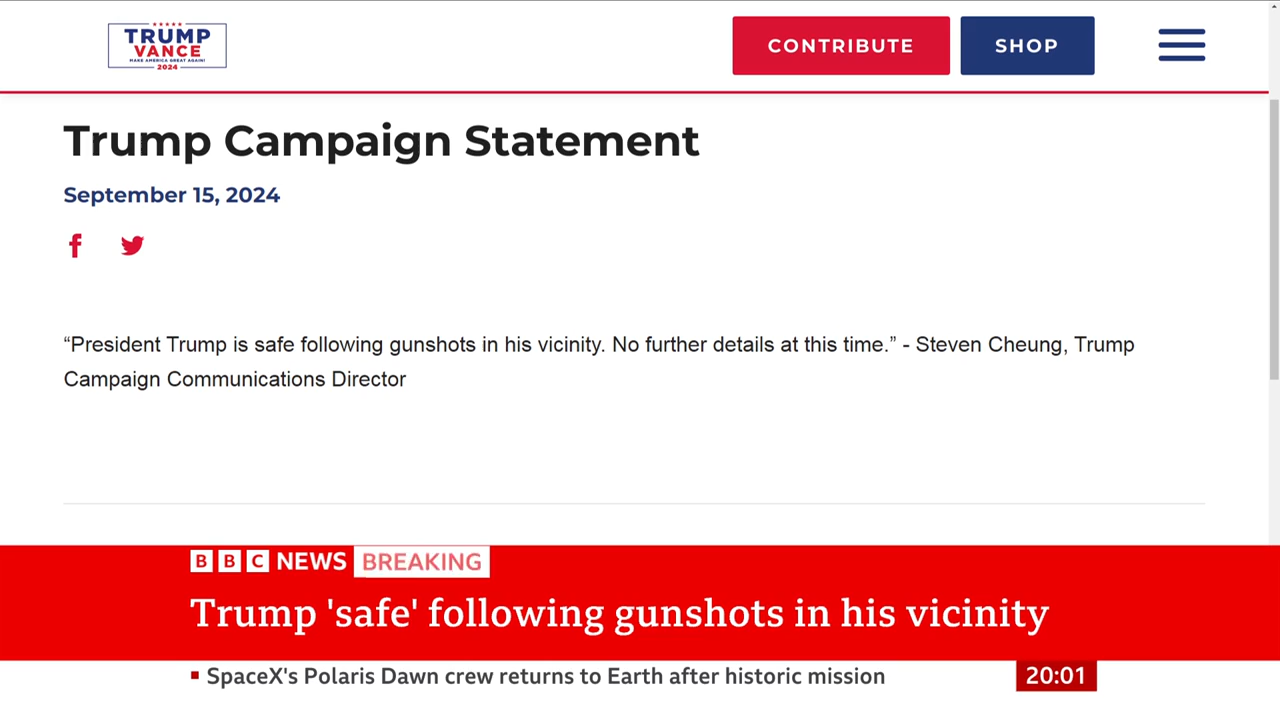 TRUMP
VANCE
MAKE AMERICA GREAT AGAIN!
2024
CONTRIBUTE
SHOP
Trump Campaign Statement
September 15, 2024
“President Trump is safe following gunshots in his vicinity. No further details at this time.” - Steven Cheung, Trump
Campaign Communications Director
BBC NEWS BREAKING
Trump 'safe' following gunshots in his vicinity
SpaceX's Polaris Dawn crew returns to Earth after historic mission
20:01